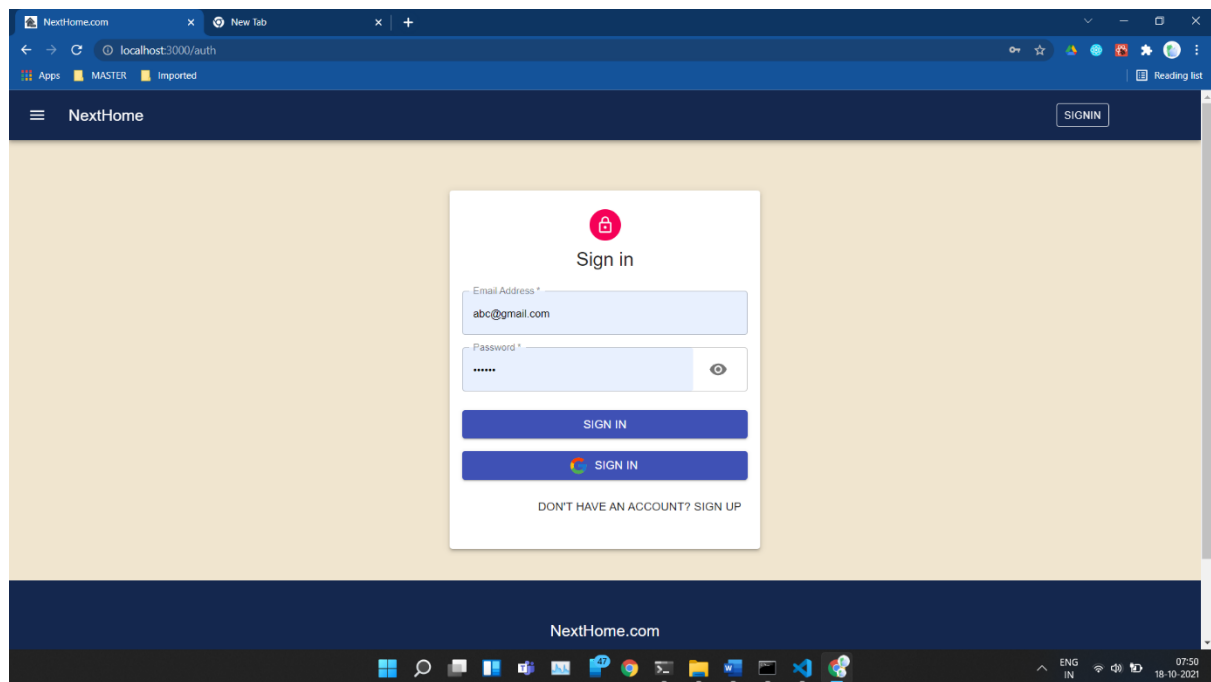 NextHome.com
New Tab
localhost:3000/auth
Apps MASTER Imported
Reading list
NextHome
SIGNIN
Sign in
Email Address *
abc@gmail.com
Password *
••••••
SIGN IN
SIGN IN
DON'T HAVE AN ACCOUNT? SIGN UP
NextHome.com
47
ENG
IN
07:50
18-10-2021